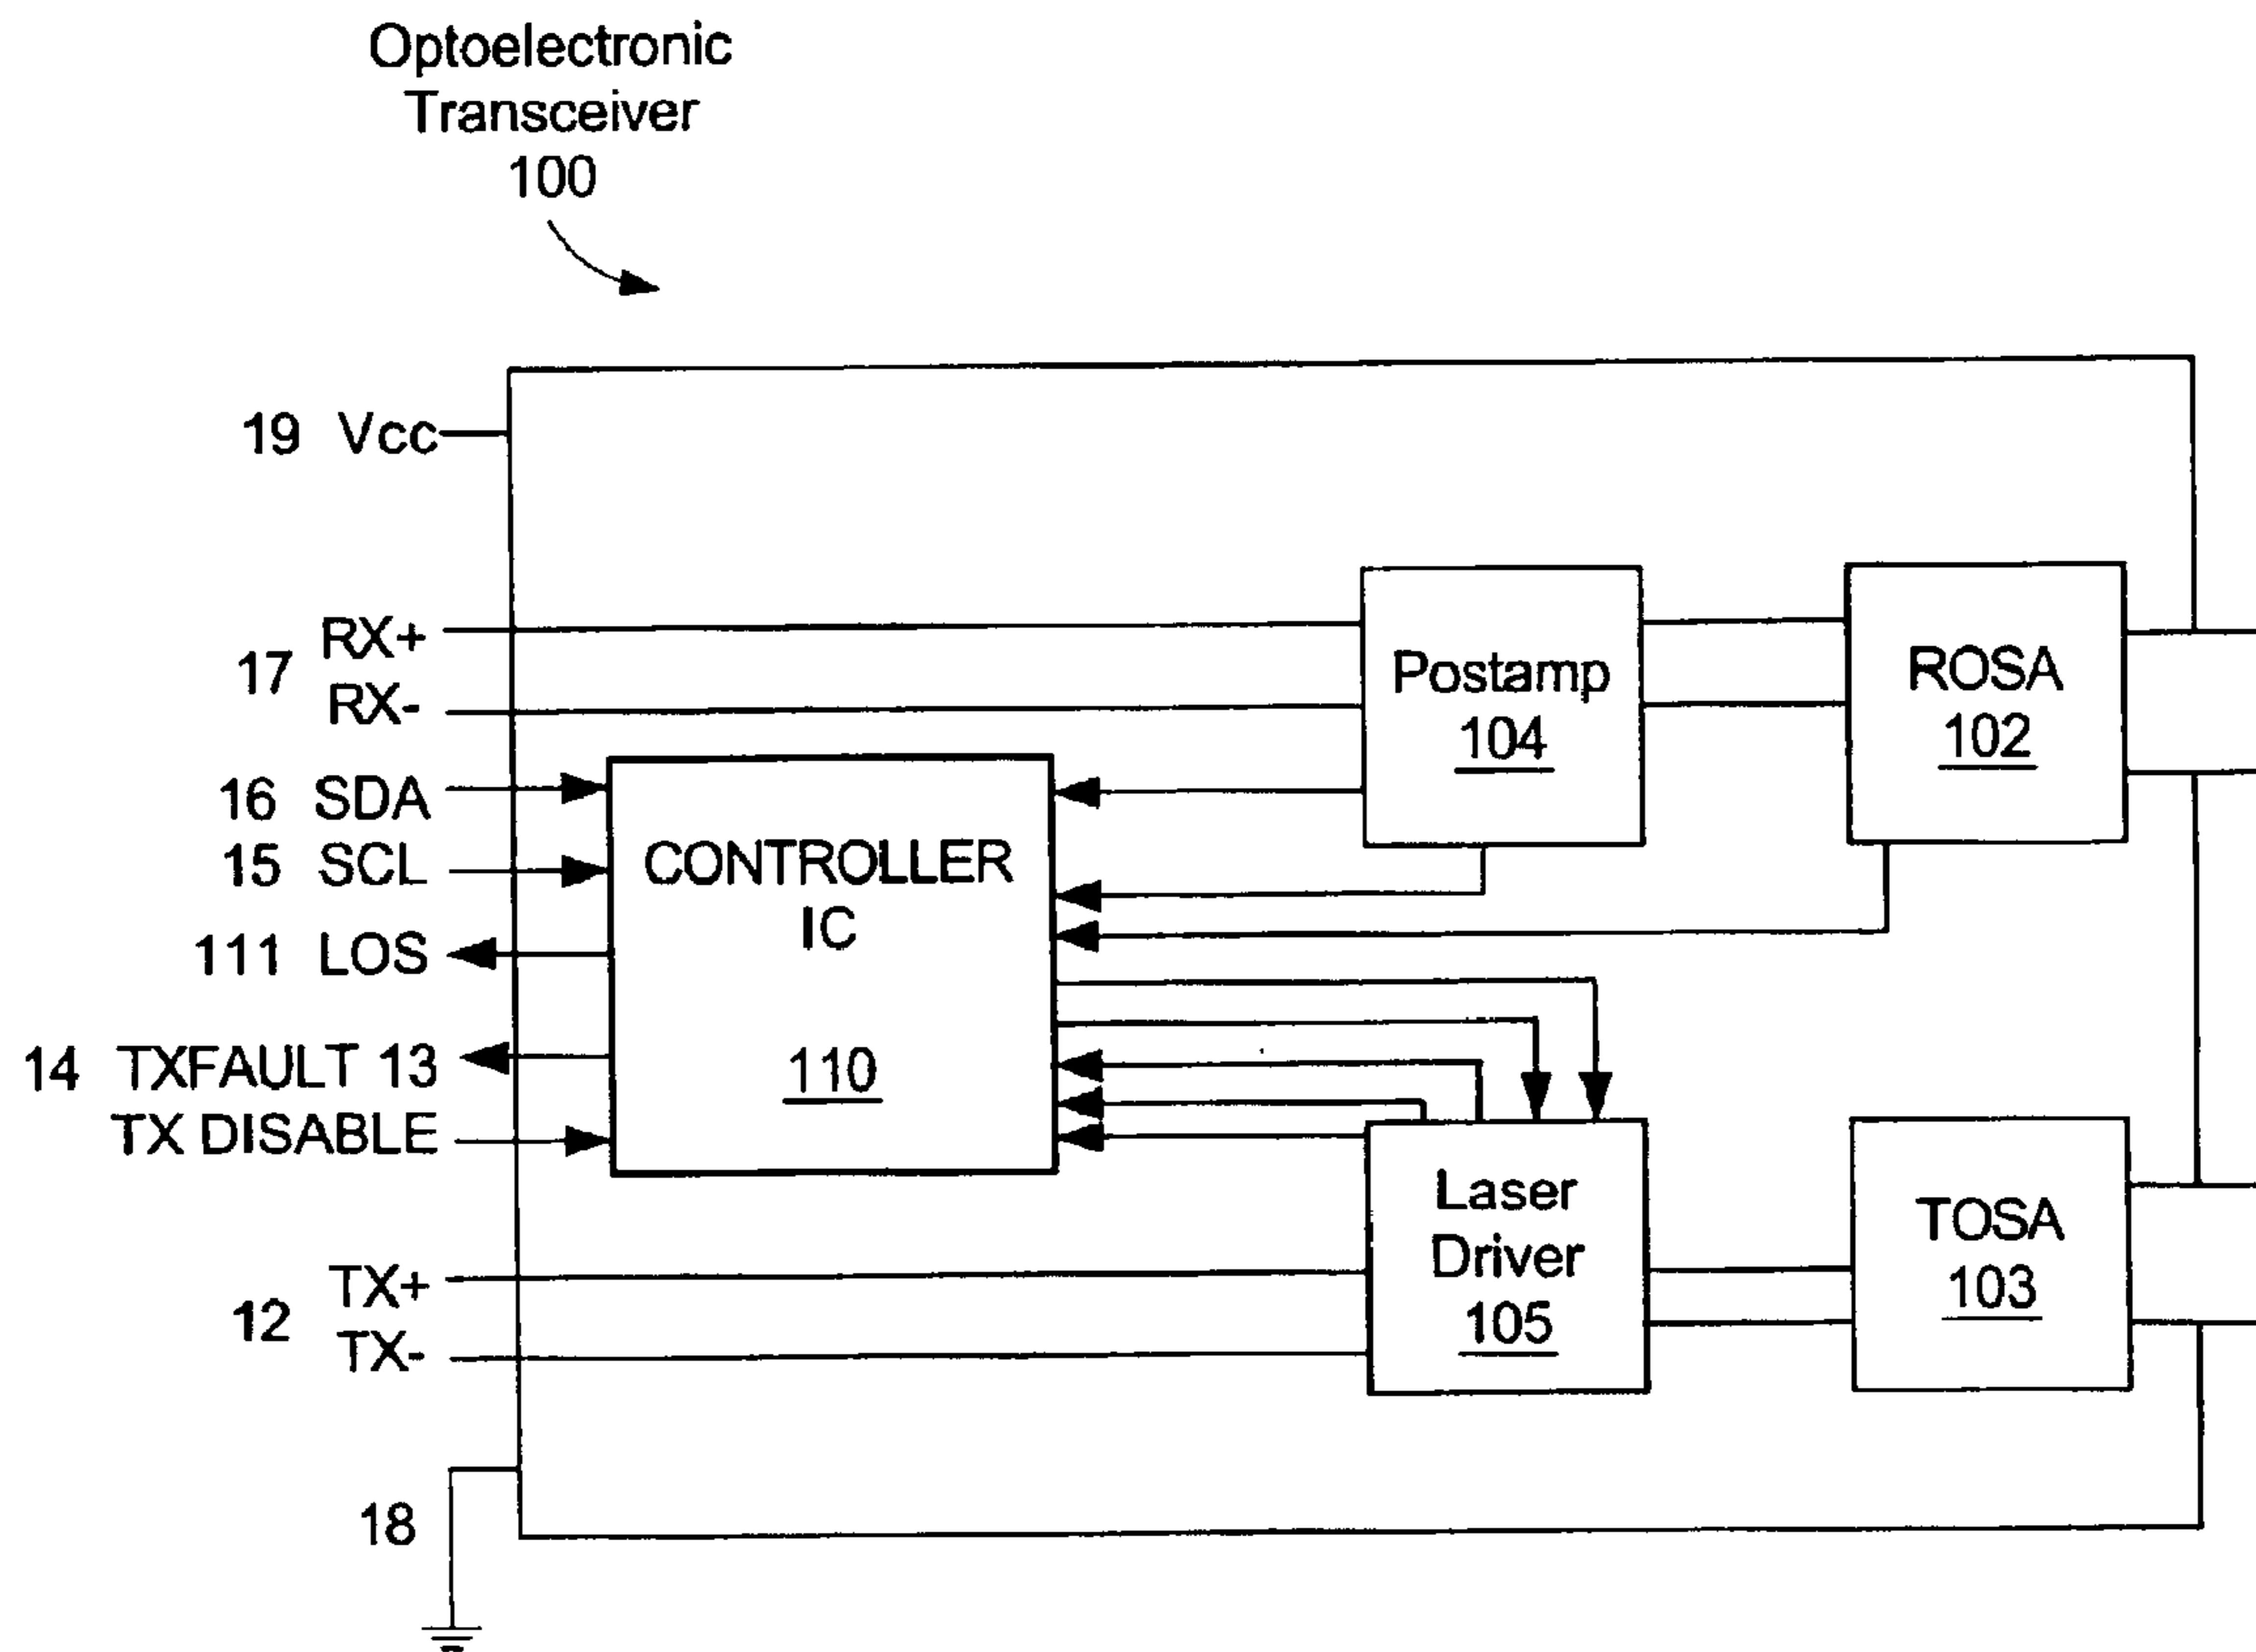 Optoelectronic
Transceiver
100
19 Vcc
RX+
17
RX-
16 SDA
15 SCL
111 LOS
14 TXFAULT 13
TX DISABLE
TX+
12
TX-
18
CONTROLLER
IC
110
Postamp
104
ROSA
102
Laser
Driver
105
TOSA
103